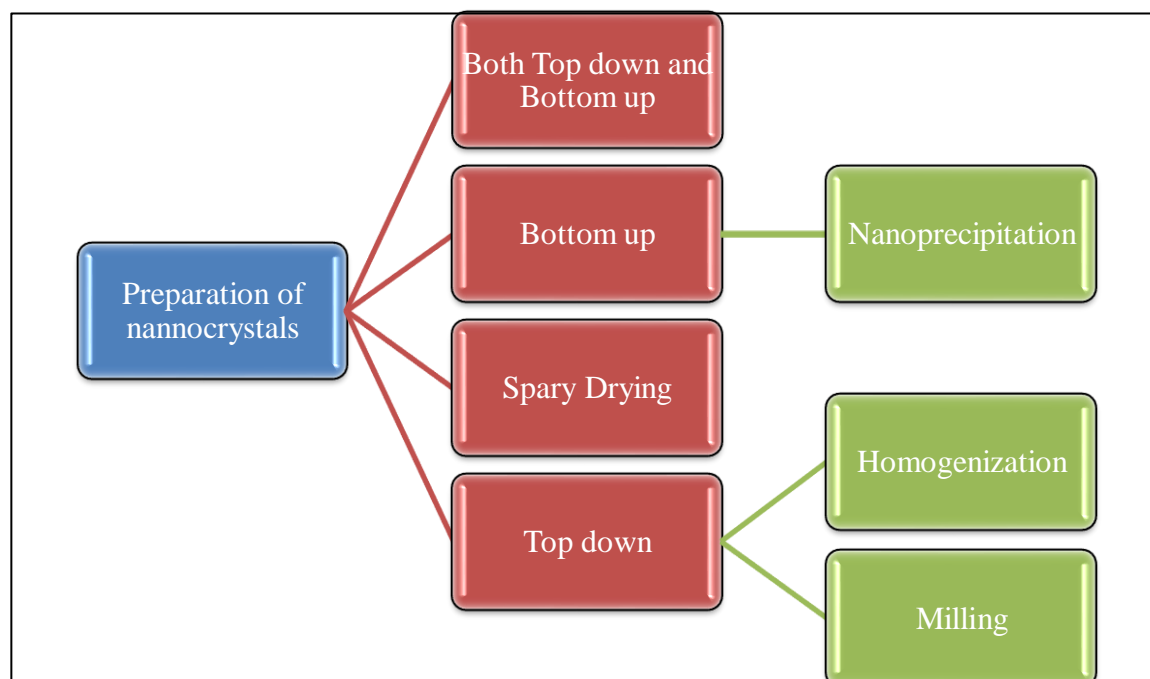 Both Top down and
Bottom up
Bottom up
Nanoprecipitation
Preparation of
nannocrystals
Spary Drying
Homogenization
Top down
Milling